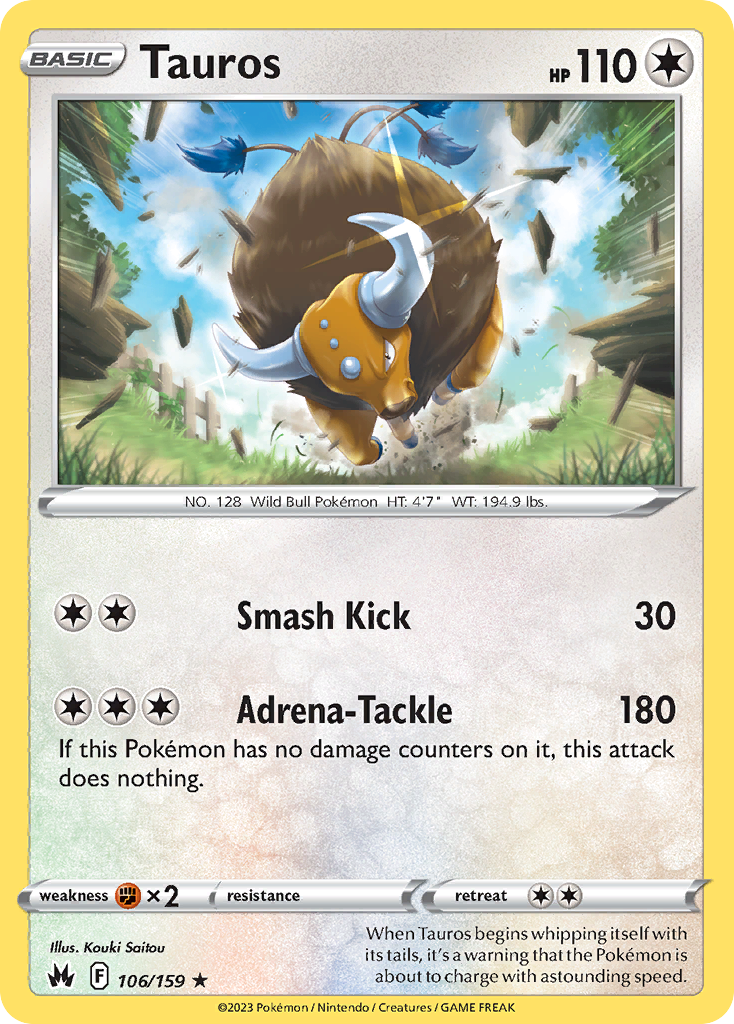 BASIC Tauros HP 110
NO. 128 Wild Bull Pokémon HT: 4'7" WT: 194.9 lbs.
Smash Kick 30
Adrena-Tackle 180
If this Pokémon has no damage counters on it, this attack
does nothing.
weakness ×2 resistance retreat
Illus. Kouki Saitou
F 106/159 ★
When Tauros begins whipping itself with
its tails, it's a warning that the Pokémon is
about to charge with astounding speed.
©2023 Pokémon / Nintendo / Creatures / GAME FREAK